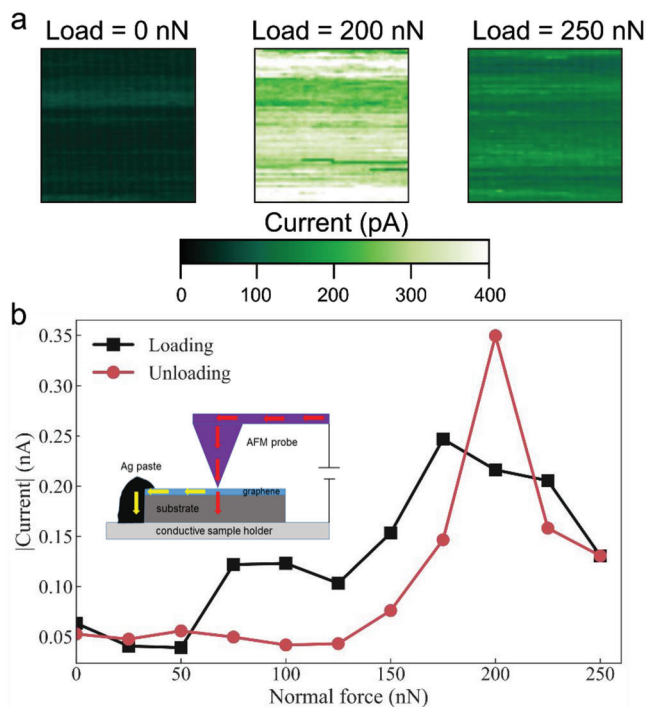 a
Load = 0 nN
Load = 200 nN
Load = 250 nN
Current (pA)
0
100
200
300
400
b
0.35
0.30
0.25
0.20
0.15
0.10
0.05
|Current| (nA)
Loading
Unloading
AFM probe
Ag paste
graphene
substrate
conductive sample holder
0
50
100
150
200
250
Normal force (nN)